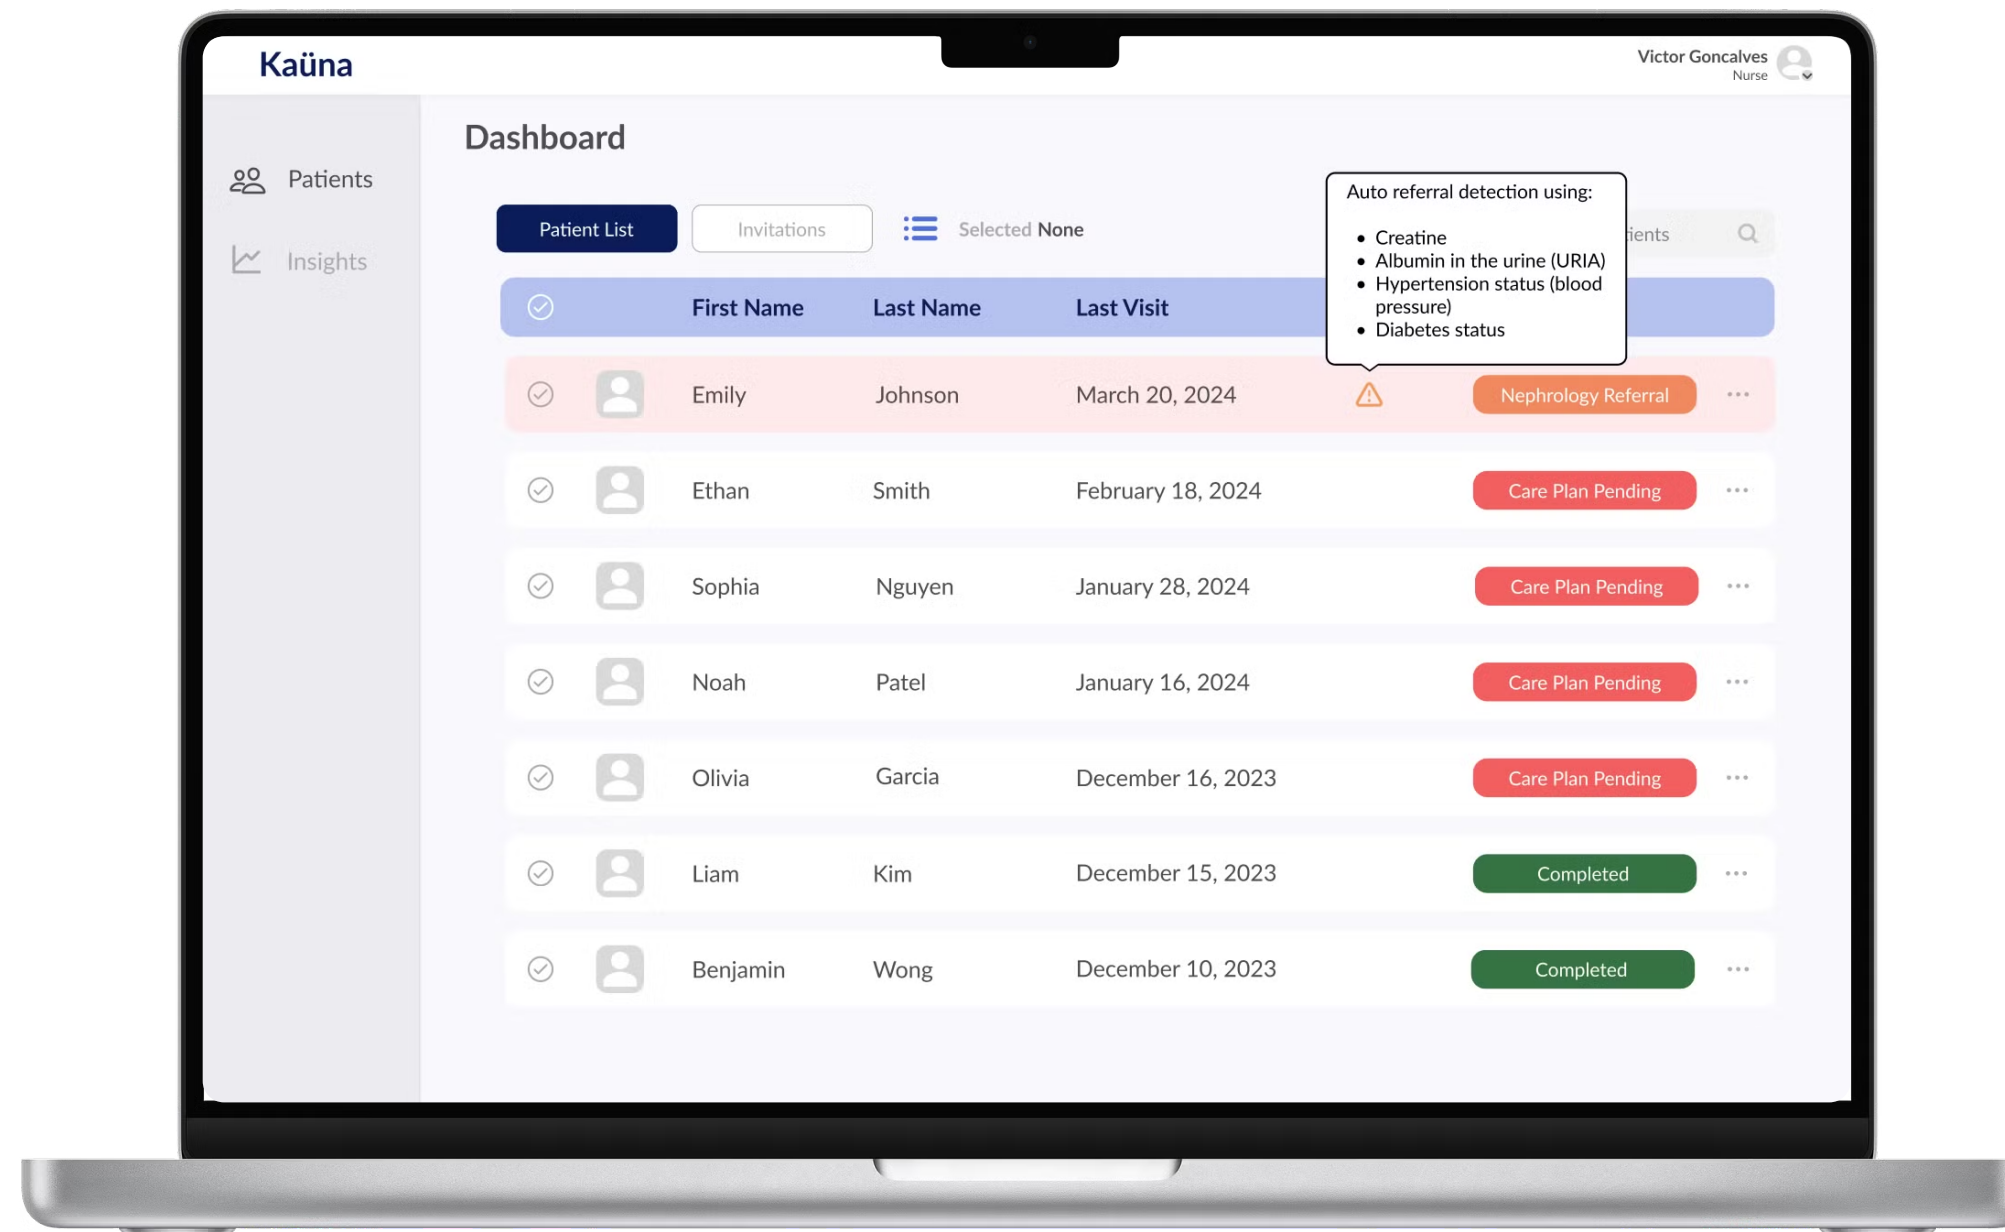 Kaüna
Victor Goncalves
Nurse
Patients
Insights
Dashboard
Patient List
Invitations
Selected None
Auto referral detection using:
• Creatine
• Albumin in the urine (URIA)
• Hypertension status (blood
pressure)
• Diabetes status
First Name Last Name Last Visit
Emily Johnson March 20, 2024 Nephrology Referral
Ethan Smith February 18, 2024 Care Plan Pending
Sophia Nguyen January 28, 2024 Care Plan Pending
Noah Patel January 16, 2024 Care Plan Pending
Olivia Garcia December 16, 2023 Care Plan Pending
Liam Kim December 15, 2023 Completed
Benjamin Wong December 10, 2023 Completed